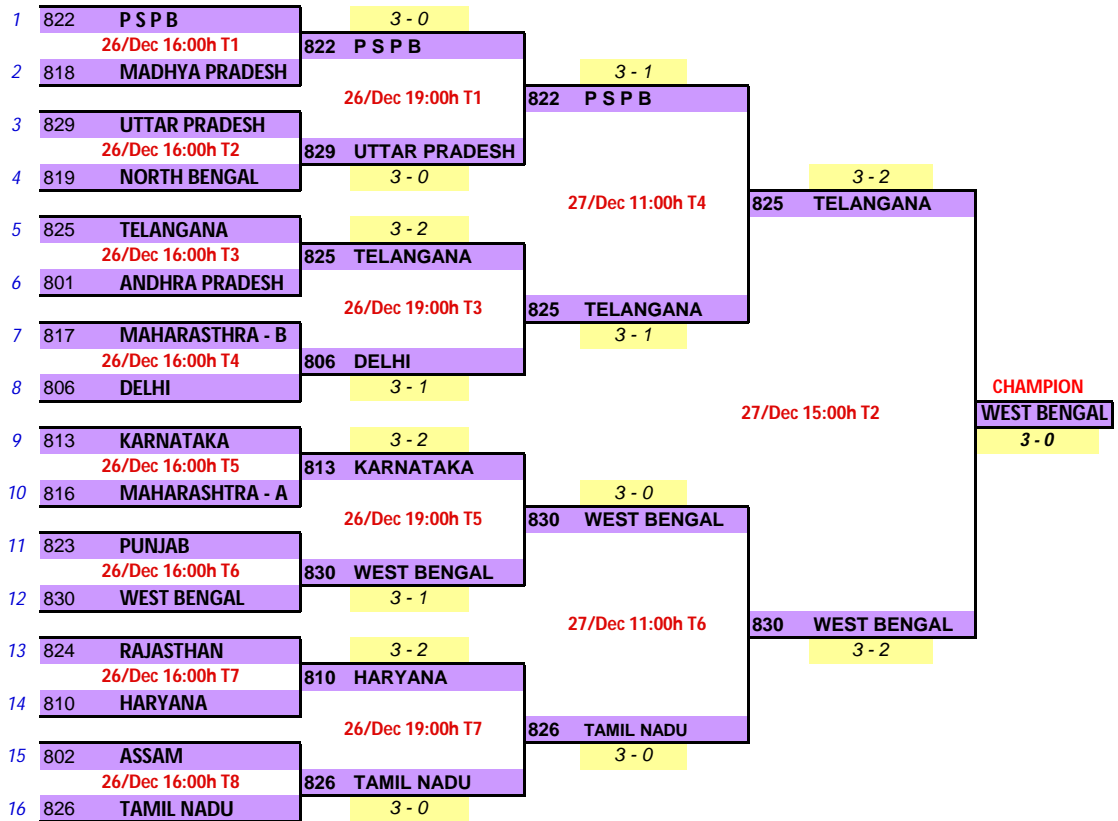 1 822 P S P B 3 - 0
26/Dec 16:00h T1 822 P S P B
2 818 MADHYA PRADESH 3 - 1
26/Dec 19:00h T1 822 P S P B
3 829 UTTAR PRADESH
26/Dec 16:00h T2 829 UTTAR PRADESH
4 819 NORTH BENGAL 3 - 0 3 - 2
27/Dec 11:00h T4 825 TELANGANA
5 825 TELANGANA 3 - 2
26/Dec 16:00h T3 825 TELANGANA
6 801 ANDHRA PRADESH
26/Dec 19:00h T3 825 TELANGANA
7 817 MAHARASTHRA - B 3 - 1
26/Dec 16:00h T4 806 DELHI
8 806 DELHI 3 - 1 CHAMPION
27/Dec 15:00h T2 WEST BENGAL
9 813 KARNATAKA 3 - 2 3 - 0
26/Dec 16:00h T5 813 KARNATAKA
10 816 MAHARASHTRA - A 3 - 0
26/Dec 19:00h T5 830 WEST BENGAL
11 823 PUNJAB
26/Dec 16:00h T6 830 WEST BENGAL
12 830 WEST BENGAL 3 - 1
27/Dec 11:00h T6 830 WEST BENGAL
13 824 RAJASTHAN 3 - 2 3 - 2
26/Dec 16:00h T7 810 HARYANA
14 810 HARYANA
26/Dec 19:00h T7 826 TAMIL NADU
15 802 ASSAM 3 - 0
26/Dec 16:00h T8 826 TAMIL NADU
16 826 TAMIL NADU 3 - 0